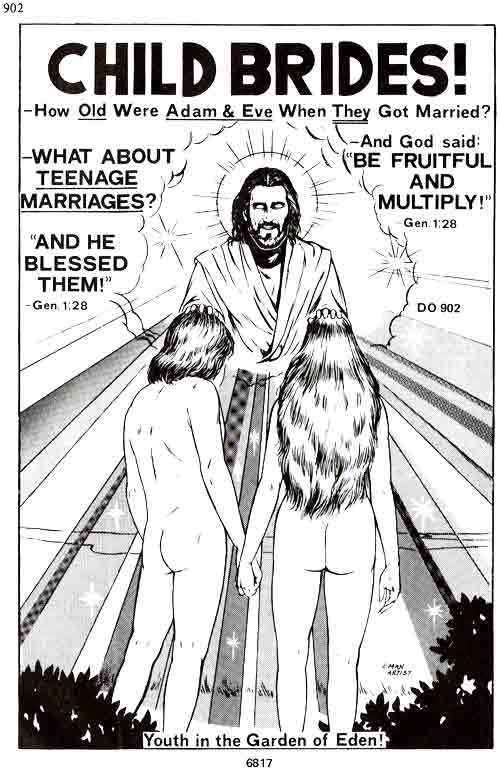 902
CHILD BRIDES!
–How Old Were Adam & Eve When They Got Married?
–WHAT ABOUT
TEENAGE
MARRIAGES?
"AND HE
BLESSED
THEM!"
–Gen. 1:28
–And God said:
"BE FRUITFUL
AND
MULTIPLY!"
–Gen. 1:28
DO 902
ARTIST
Youth in the Garden of Eden!
6817